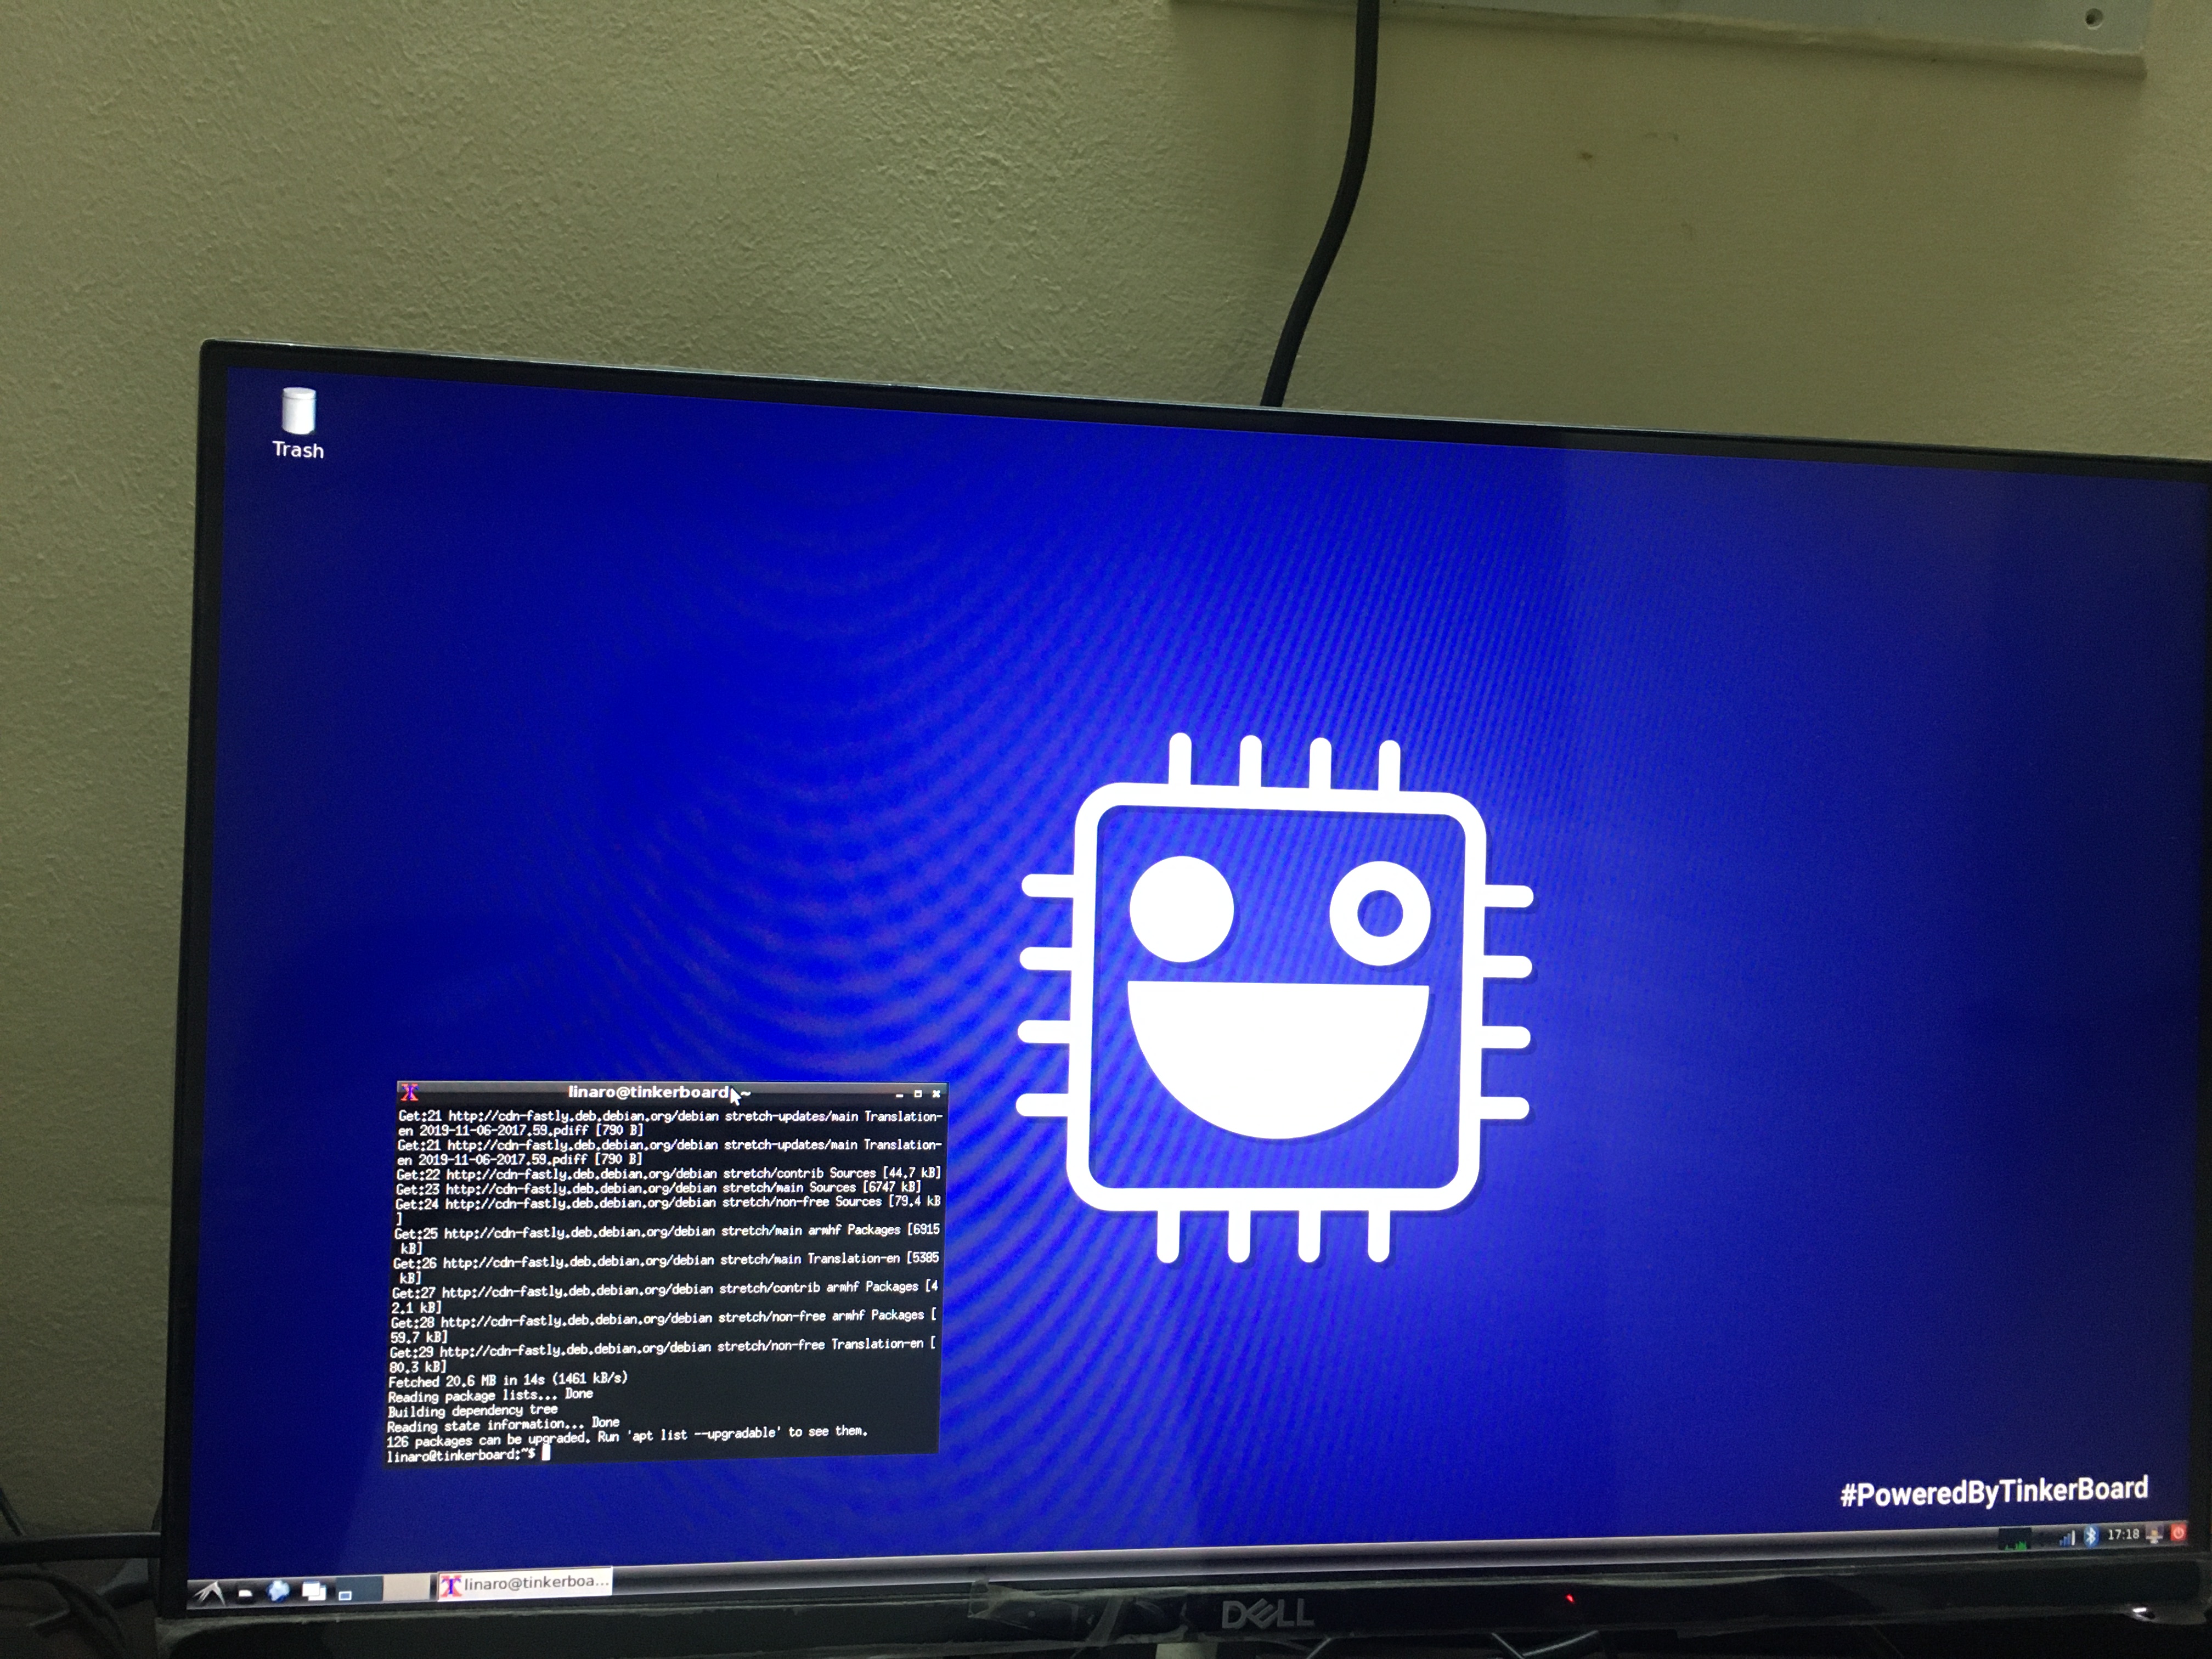 Trash
linaro@tinkerboard: ~
Get:21 http://cdn-fastly.deb.debian.org/debian stretch-updates/main Translation-
en 2019-11-06-2017.59.pdiff [790 B]
Get:21 http://cdn-fastly.deb.debian.org/debian stretch-updates/main Translation-
en 2019-11-06-2017.59.pdiff [790 B]
Get:22 http://cdn-fastly.deb.debian.org/debian stretch/contrib Sources [44.7 kB]
Get:23 http://cdn-fastly.deb.debian.org/debian stretch/main Sources [6747 kB]
Get:24 http://cdn-fastly.deb.debian.org/debian stretch/non-free Sources [79.4 kB
]
Get:25 http://cdn-fastly.deb.debian.org/debian stretch/main armhf Packages [6915
kB]
Get:26 http://cdn-fastly.deb.debian.org/debian stretch/main Translation-en [5385
kB]
Get:27 http://cdn-fastly.deb.debian.org/debian stretch/contrib armhf Packages [4
2.1 kB]
Get:28 http://cdn-fastly.deb.debian.org/debian stretch/non-free armhf Packages [
59.7 kB]
Get:29 http://cdn-fastly.deb.debian.org/debian stretch/non-free Translation-en [
80.3 kB]
Fetched 20.6 MB in 14s (1461 kB/s)
Reading package lists... Done
Building dependency tree
Reading state information... Done
126 packages can be upgraded. Run 'apt list --upgradable' to see them.
linaro@tinkerboard:~$
#PoweredByTinkerBoard
17:18
linaro@tinkerboa...
DELL